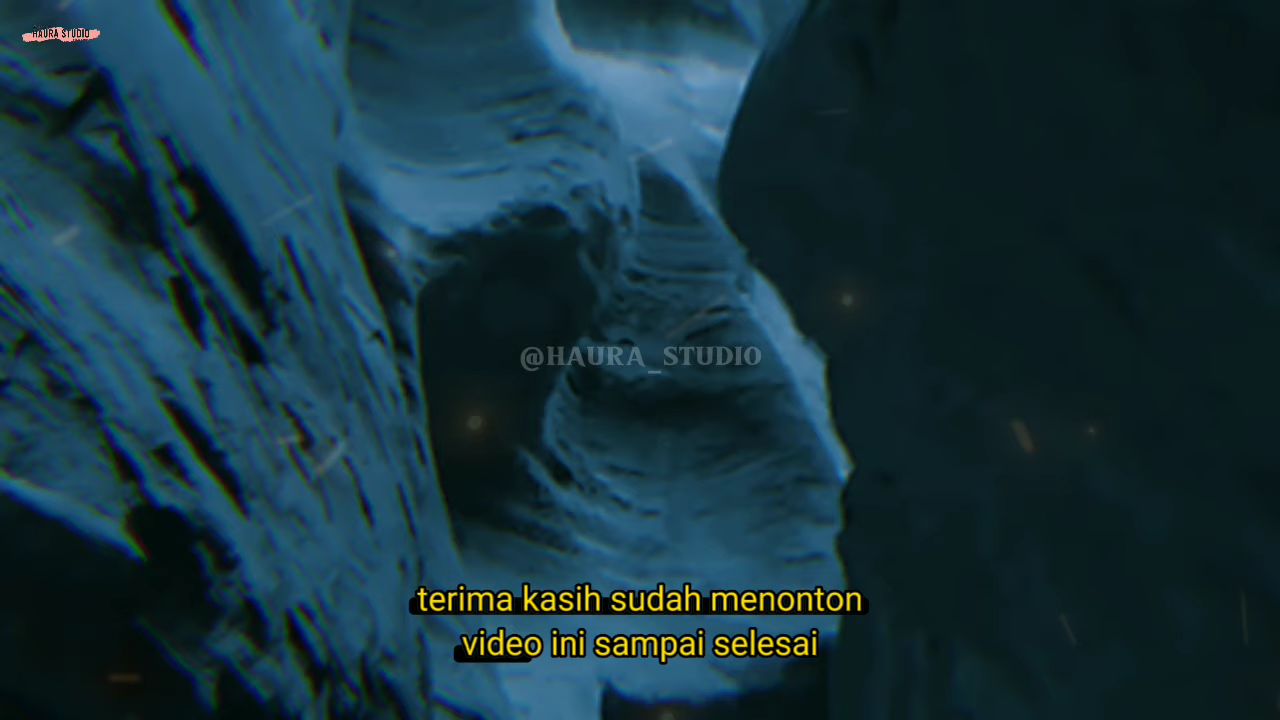 HAURA STUDIO
@HAURA_STUDIO
terima kasih sudah menonton
video ini sampai selesai